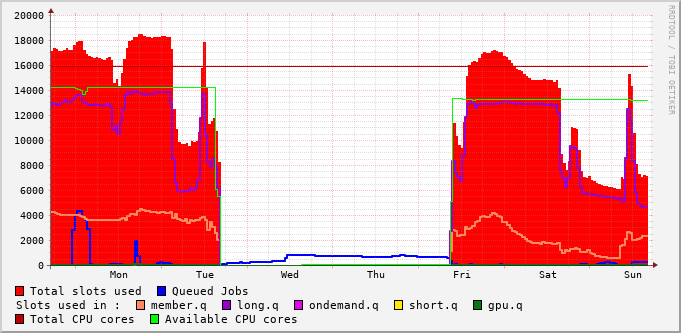 20000
18000
16000
14000
12000
10000
8000
6000
4000
2000
0
Mon Tue Wed Thu Fri Sat Sun
RRDTOOL / TOBI OETIKER
Total slots used Queued Jobs
Slots used in : member.q long.q ondemand.q short.q gpu.q
Total CPU cores Available CPU cores